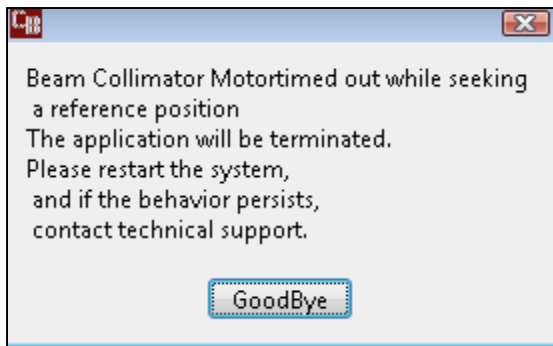 Beam Collimator Motortimed out while seeking
a reference position
The application will be terminated.
Please restart the system,
and if the behavior persists,
contact technical support.
GoodBye